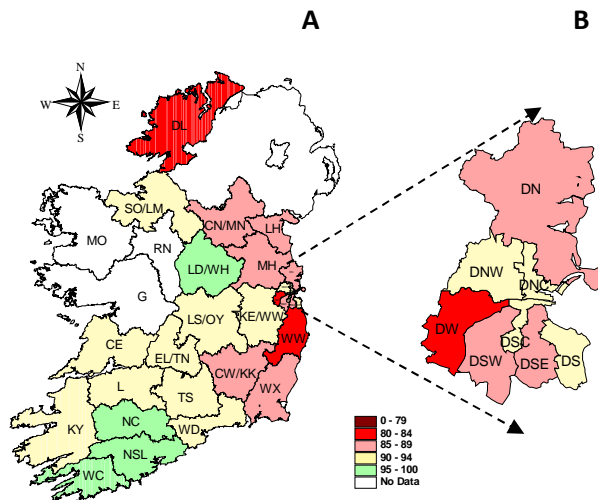 A
B
N
W E
S
DL
SO/LM
CN/MN
LH
MO
RN
LD/WH
MH
G
LS/OY
KE/WW
WW
CE
EL/TN
CW/KK
L
TS
WX
KY
NC
WD
NSL
WC
DN
DNW
DNC
DW
DSC
DSW
DSE
DS
0 - 79
80 - 84
85 - 89
90 - 94
95 - 100
No Data